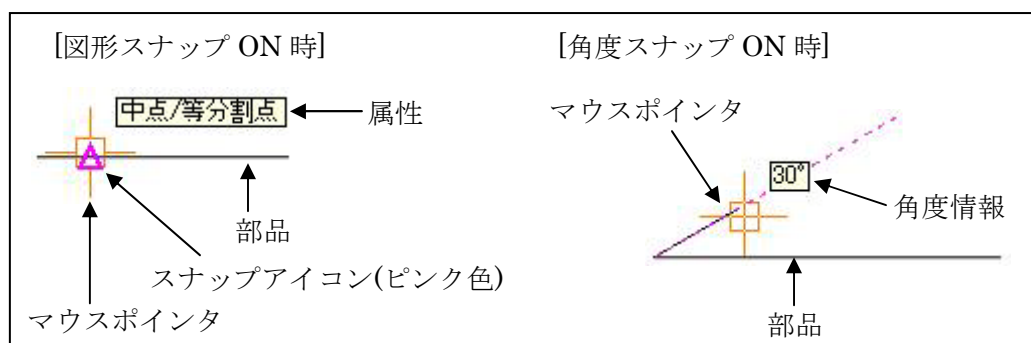 [図形スナップ ON 時]
中点/等分割点
属性
部品
スナップアイコン(ピンク色)
マウスポインタ
[角度スナップ ON 時]
マウスポインタ
30°
角度情報
部品